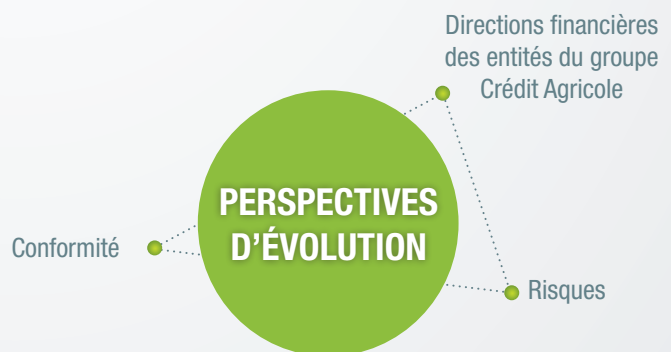 Directions financières
des entités du groupe
Crédit Agricole
PERSPECTIVES
D'ÉVOLUTION
Conformité
Risques